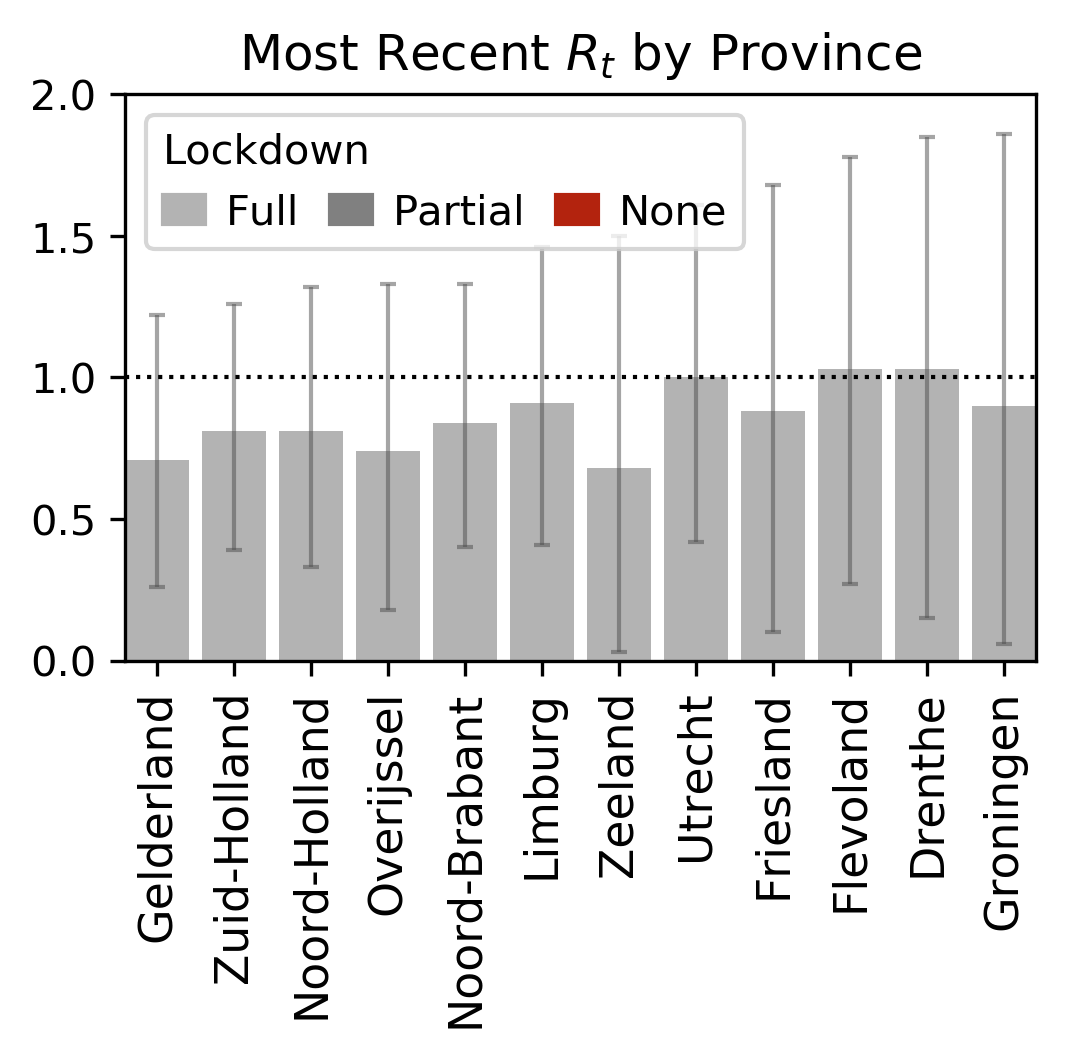 Most Recent Rt by Province
2.0
Lockdown
Full Partial None
1.5
1.0
0.5
0.0
Gelderland
Zuid-Holland
Noord-Holland
Overijssel
Noord-Brabant
Limburg
Zeeland
Utrecht
Friesland
Flevoland
Drenthe
Groningen